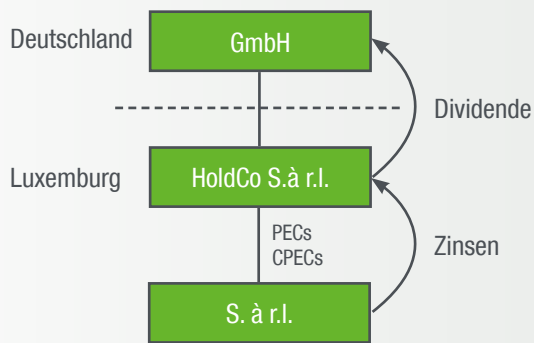 Deutschland
GmbH
Dividende
Luxemburg
HoldCo S.à r.l.
PECs
CPECs
Zinsen
S. à r.l.